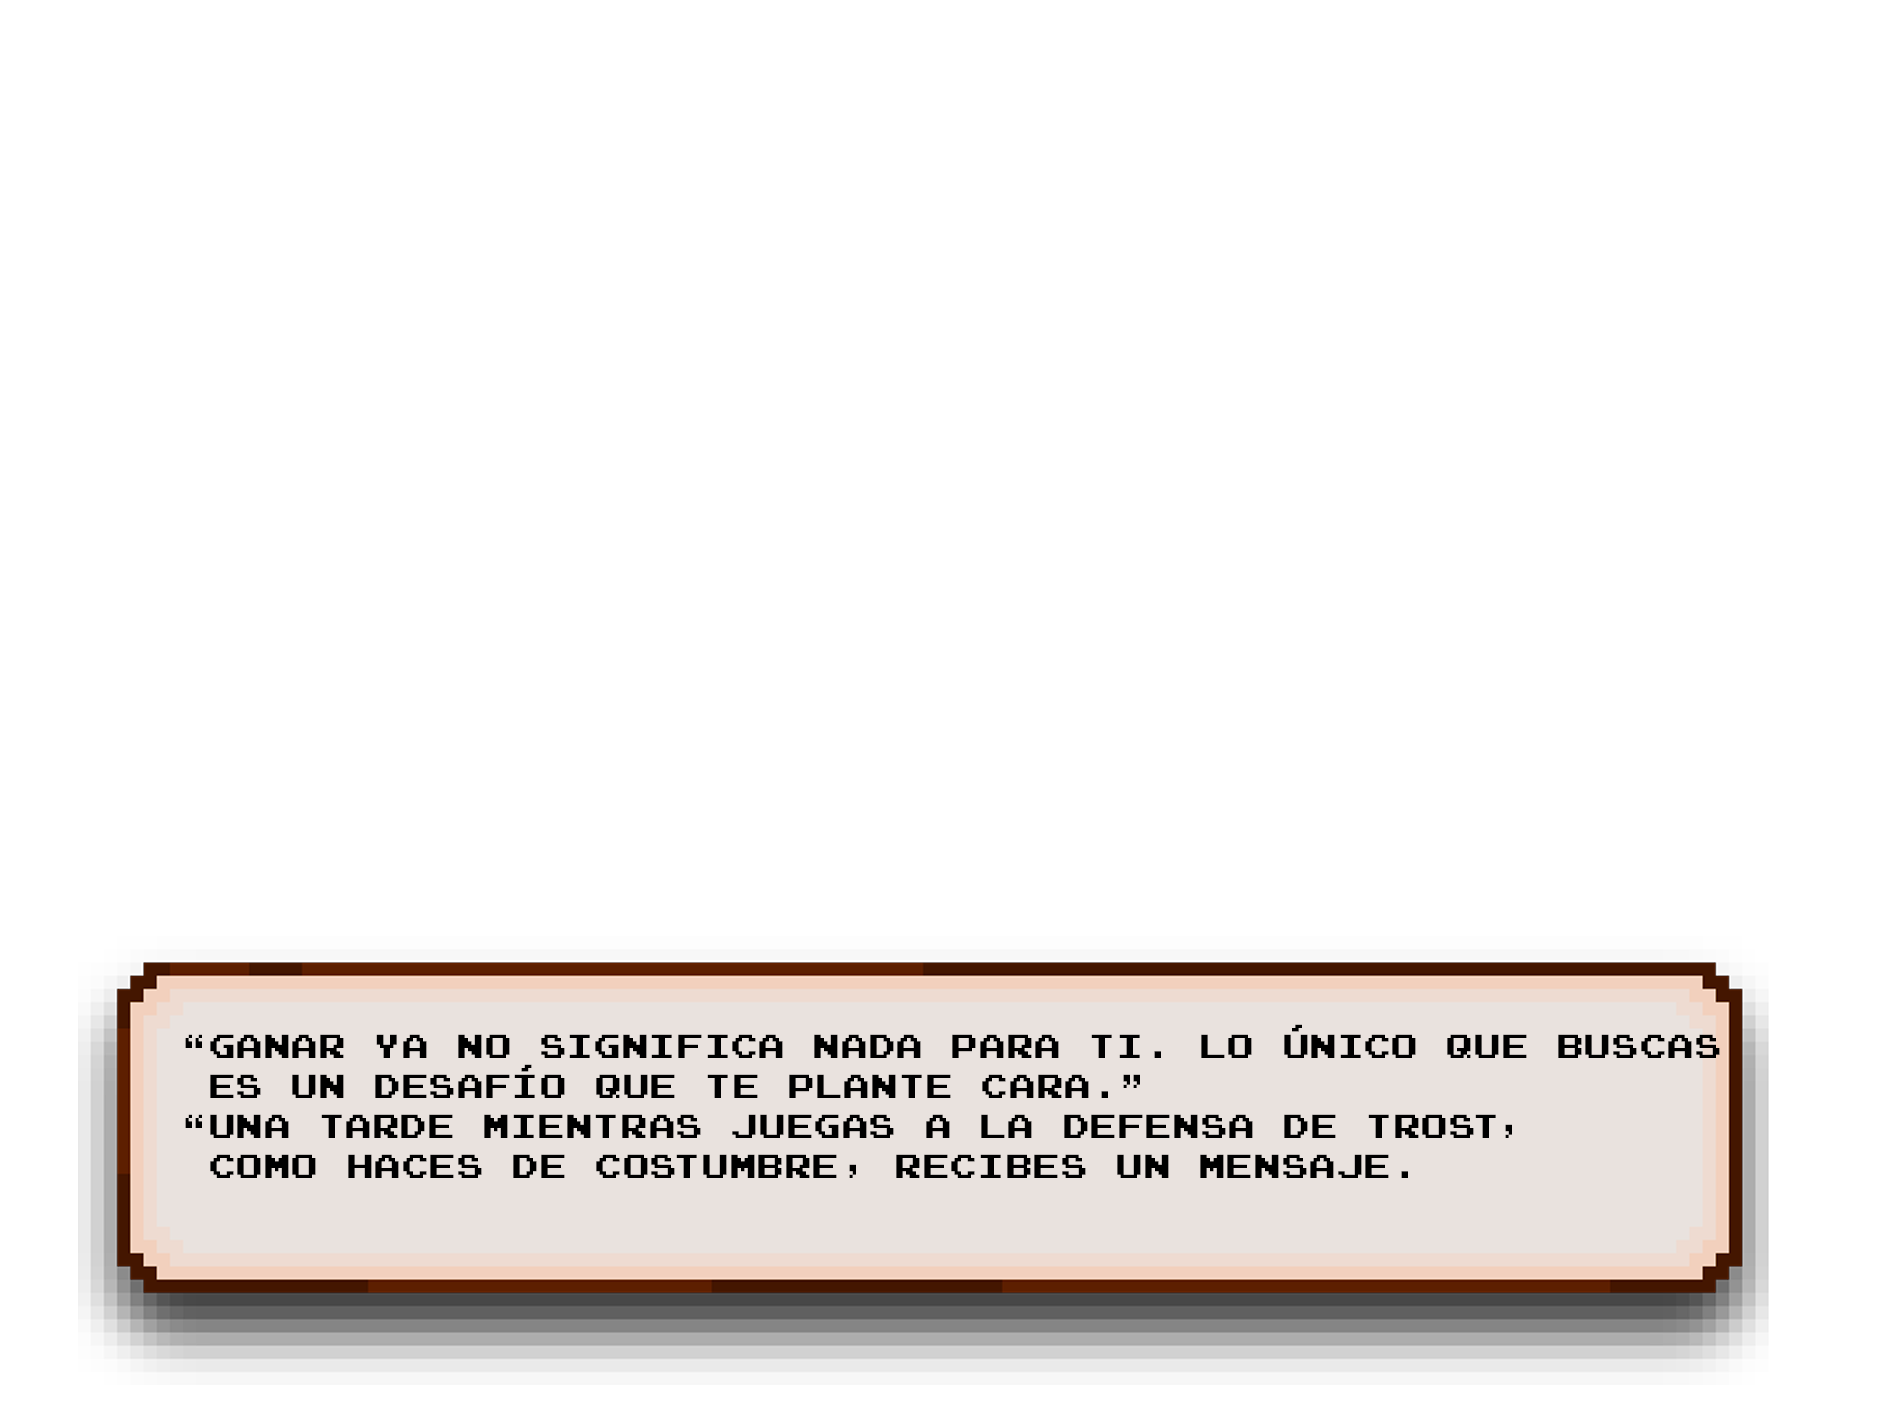 “GANAR YA NO SIGNIFICA NADA PARA TI. LO ÚNICO QUE BUSCAS
ES UN DESAFÍO QUE TE PLANTE CARA.”
“UNA TARDE MIENTRAS JUEGAS A LA DEFENSA DE TROST,
COMO HACES DE COSTUMBRE, RECIBES UN MENSAJE.